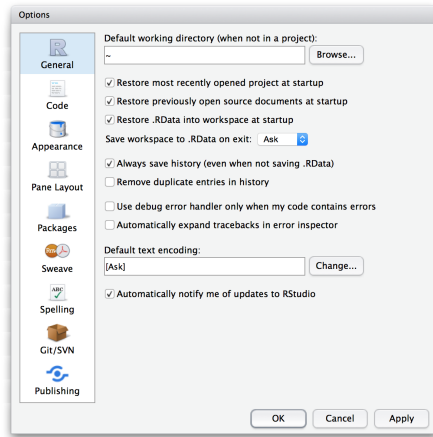 Options
General
Code
Appearance
Pane Layout
Packages
Sweave
ABC
Spelling
Git/SVN
Publishing
Default working directory (when not in a project):
~
Browse...
Restore most recently opened project at startup
Restore previously open source documents at startup
Restore .RData into workspace at startup
Save workspace to .RData on exit: Ask
Always save history (even when not saving .RData)
Remove duplicate entries in history
Use debug error handler only when my code contains errors
Automatically expand tracebacks in error inspector
Default text encoding:
[Ask]
Change...
Automatically notify me of updates to RStudio
OK
Cancel
Apply